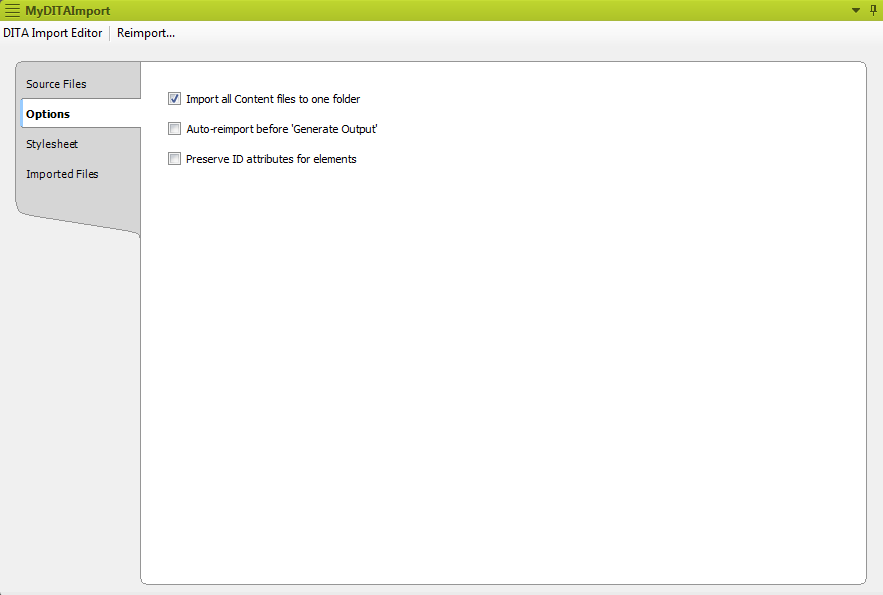 MyDITAImport
DITA Import Editor
Reimport...
Source Files
Options
Stylesheet
Imported Files
Import all Content files to one folder
Auto-reimport before 'Generate Output'
Preserve ID attributes for elements